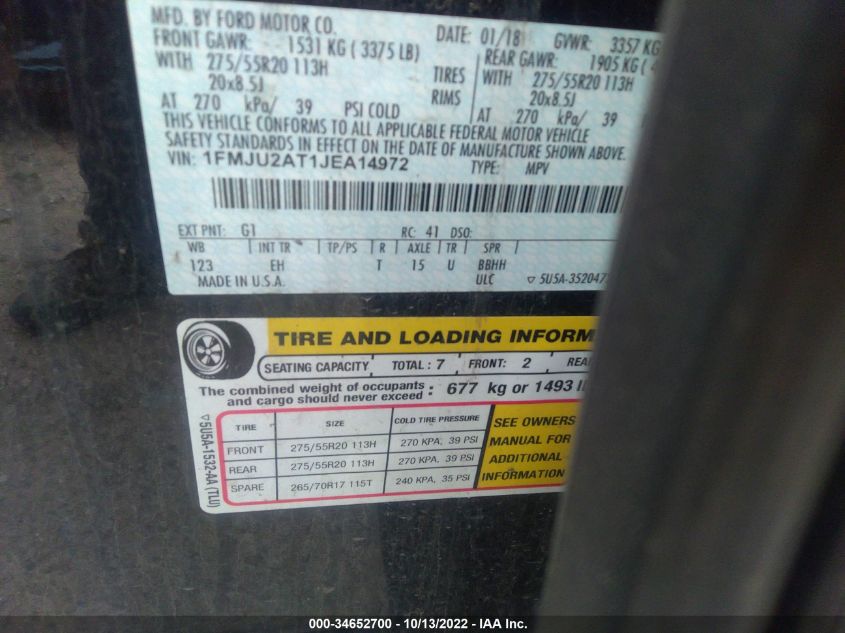 MFD. BY FORD MOTOR CO.
DATE: 01/18 GVWR: 3357 KG
FRONT GAWR: 1531 KG ( 3375 LB) REAR GAWR: 1905 KG (
WITH 275/55R20 113H TIRES WITH 275/55R20 113H
20x8.5J RIMS 20x8.5J
AT 270 kPa/ 39 PSI COLD AT 270 kPa/ 39
THIS VEHICLE CONFORMS TO ALL APPLICABLE FEDERAL MOTOR VEHICLE
SAFETY STANDARDS IN EFFECT ON THE DATE OF MANUFACTURE SHOWN ABOVE.
VIN: 1FMJU2AT1JEA14972 TYPE: MPV
EXT PNT: G1 RC: 41 DSO:
WB INT TR TP/PS R AXLE TR SPR
123 EH T 15 U BBHH
MADE IN U.S.A. ULC 5U5A-352047
TIRE AND LOADING INFORM
SEATING CAPACITY TOTAL : 7 FRONT: 2 REA
The combined weight of occupants
and cargo should never exceed : 677 kg or 1493 l
TIRE SIZE COLD TIRE PRESSURE
FRONT 275/55R20 113H 270 KPA, 39 PSI
REAR 275/55R20 113H 270 KPA, 39 PSI
SPARE 265/70R17 115T 240 KPA, 35 PSI
SEE OWNERS
MANUAL FOR
ADDITIONAL
INFORMATION
5U5A-1532-AA (TLU)
000-34652700 - 10/13/2022 - IAA Inc.